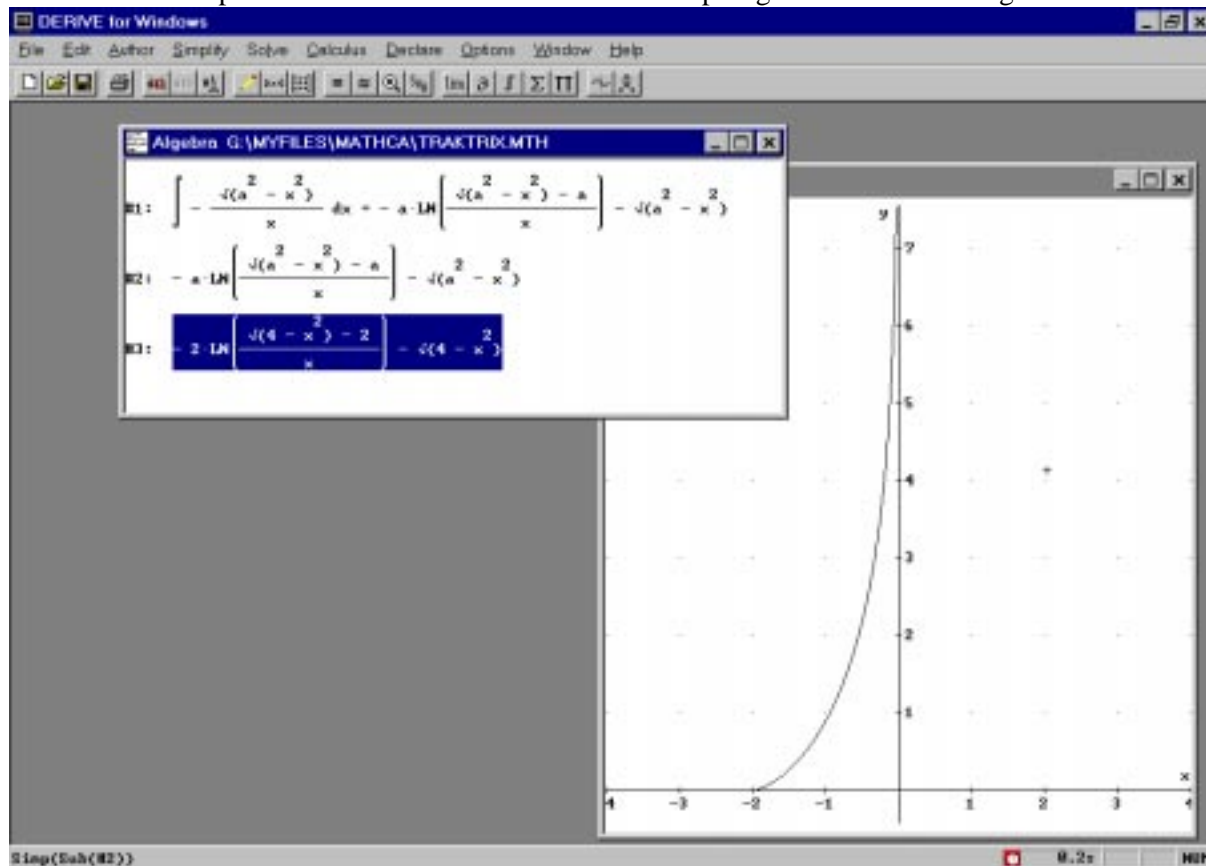 DERIVE for Windows
File Edit Author Simplify Solve Calculus Declare Options Window Help
lim ∂ ∫ Σ Π
Algebra G:\MYFILES\MATHCA\TRAKTRIX.MTH
#1: ∫ - √(a² - x²) / x dx = - a·LN[(√(a² - x²) - a) / x] - √(a² - x²)
#2: - a·LN[(√(a² - x²) - a) / x] - √(a² - x²)
#3: - 2·LN[(√(4 - x²) - 2) / x] - √(4 - x²)
y
7
6
5
4
3
2
1
x
-3 -2 -1 1 2 3 4
Simp(Sub(#2)) 0.2s